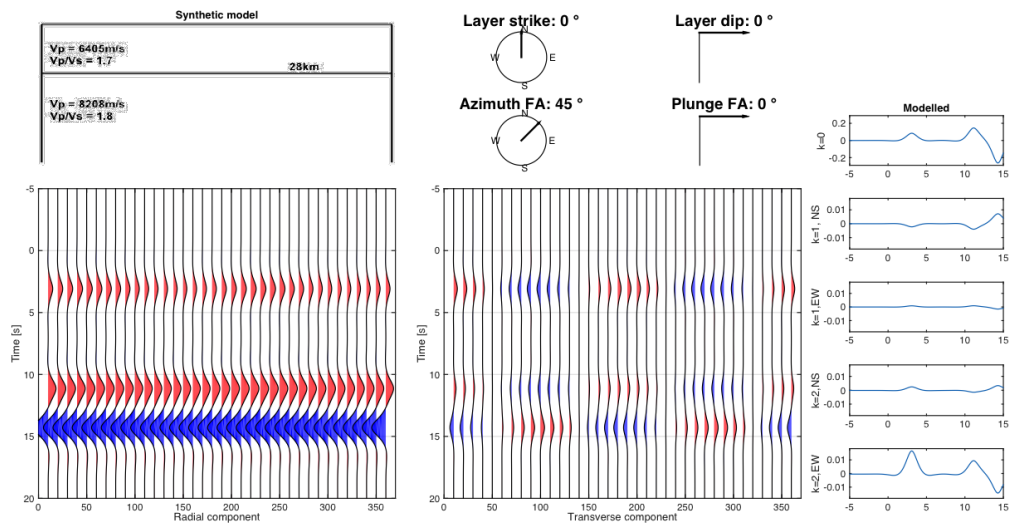 Synthetic model
Vp = 6405m/s
Vp/Vs = 1.7
28km
Vp = 8208m/s
Vp/Vs = 1.8
Layer strike: 0 °
N
W
E
S
Layer dip: 0 °
Azimuth FA: 45 °
N
W
E
S
Plunge FA: 0 °
Modelled
k=0
0.2
0
-0.2
-5 0 5 10 15
k=1, NS
0.01
0
-0.01
-5 0 5 10 15
k=1,EW
0.01
0
-0.01
-5 0 5 10 15
k=2,NS
0.01
0
-0.01
-5 0 5 10 15
k=2,EW
0.01
0
-0.01
-5 0 5 10 15
Time [s]
-5
0
5
10
15
20
0 50 100 150 200 250 300 350
Radial component
Time [s]
-5
0
5
10
15
20
0 50 100 150 200 250 300 350
Transverse component